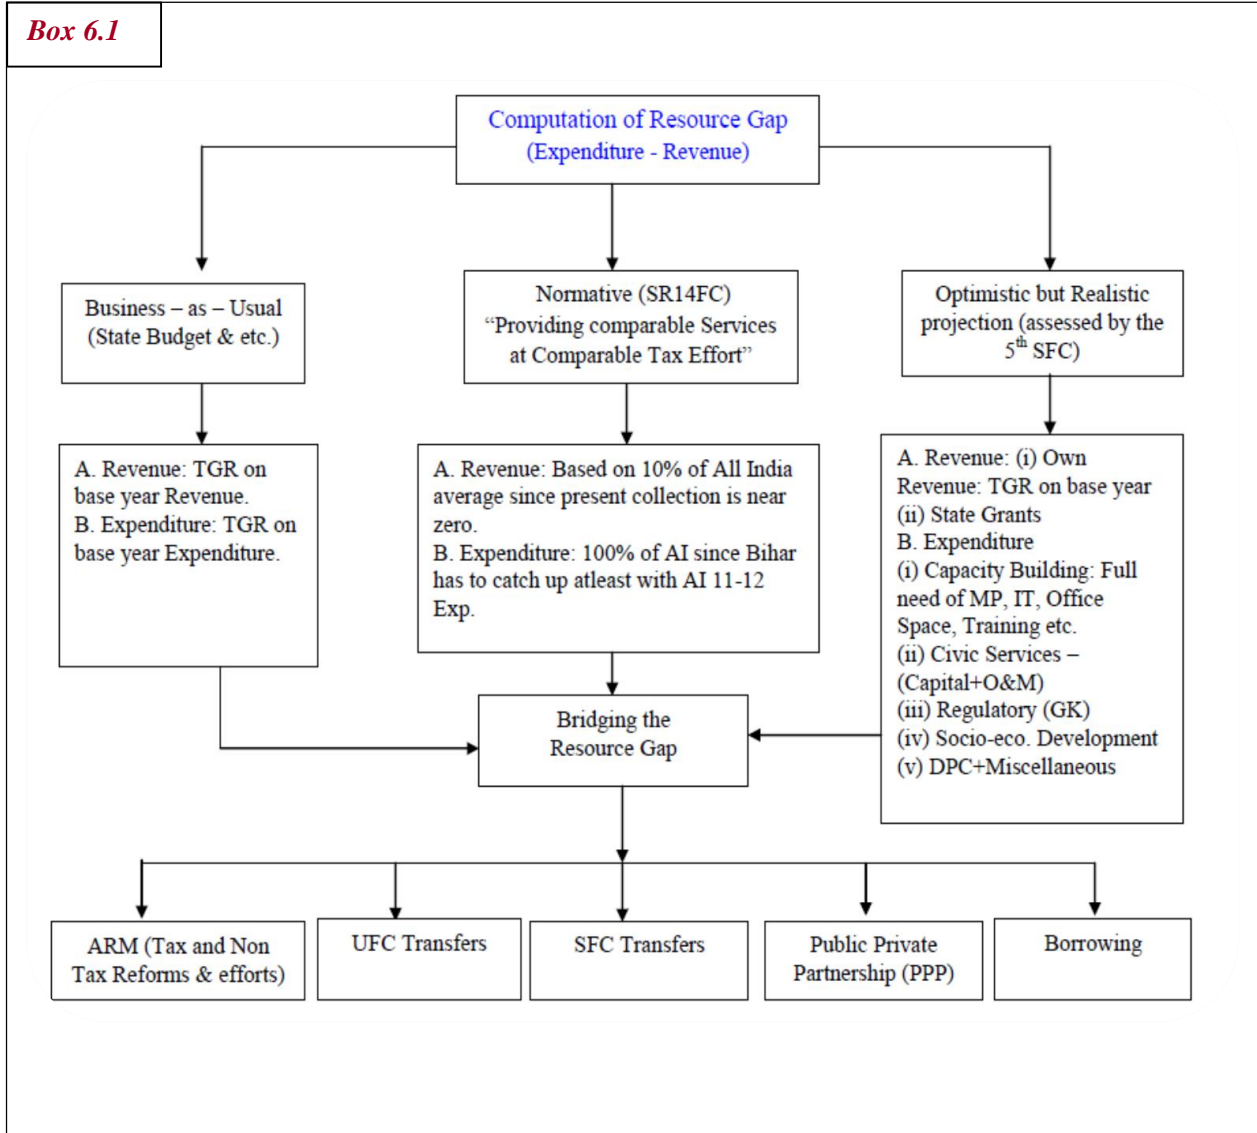 Box 6.1
Computation of Resource Gap
(Expenditure - Revenue)
Business – as – Usual
(State Budget & etc.)
Normative (SR14FC)
“Providing comparable Services
at Comparable Tax Effort”
Optimistic but Realistic
projection (assessed by the
5th SFC)
A. Revenue: TGR on
base year Revenue.
B. Expenditure: TGR on
base year Expenditure.
A. Revenue: Based on 10% of All India
average since present collection is near
zero.
B. Expenditure: 100% of AI since Bihar
has to catch up atleast with AI 11-12
Exp.
A. Revenue: (i) Own
Revenue: TGR on base year
(ii) State Grants
B. Expenditure
(i) Capacity Building: Full
need of MP, IT, Office
Space, Training etc.
(ii) Civic Services –
(Capital+O&M)
(iii) Regulatory (GK)
(iv) Socio-eco. Development
(v) DPC+Miscellaneous
Bridging the
Resource Gap
ARM (Tax and Non
Tax Reforms & efforts)
UFC Transfers
SFC Transfers
Public Private
Partnership (PPP)
Borrowing